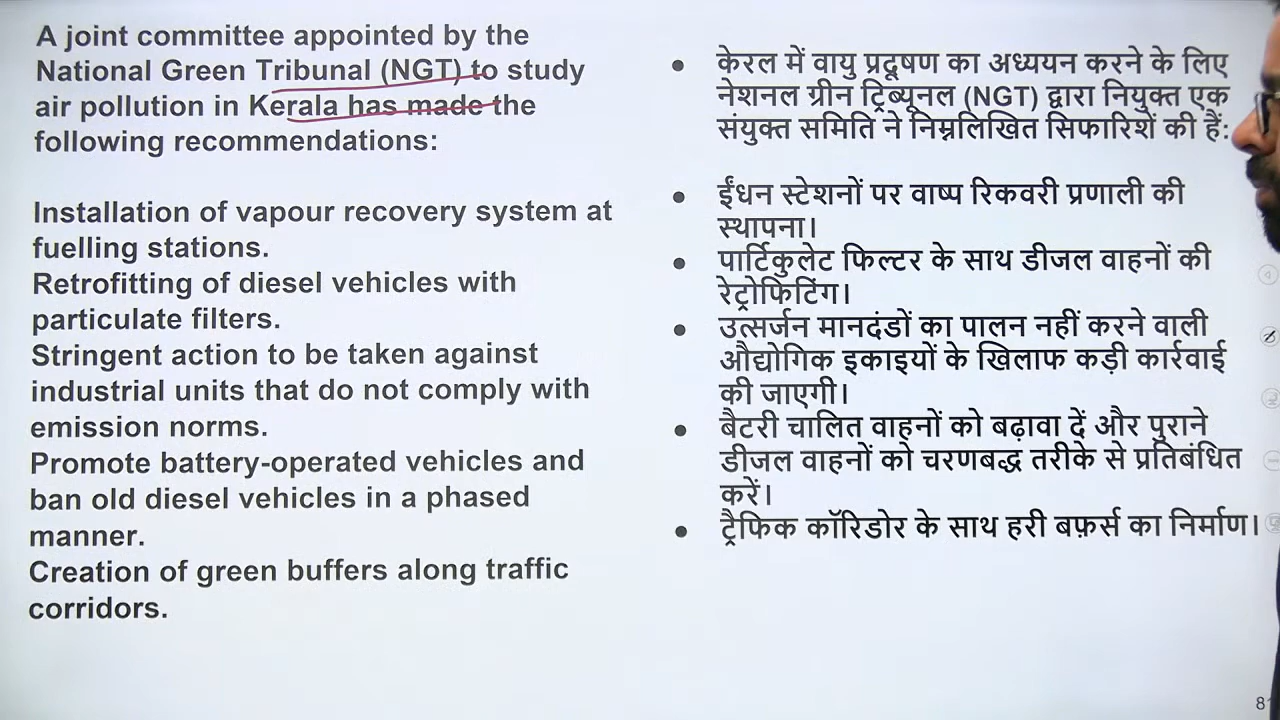 A joint committee appointed by the
National Green Tribunal (NGT) to study
air pollution in Kerala has made the
following recommendations:
Installation of vapour recovery system at
fuelling stations.
Retrofitting of diesel vehicles with
particulate filters.
Stringent action to be taken against
industrial units that do not comply with
emission norms.
Promote battery-operated vehicles and
ban old diesel vehicles in a phased
manner.
Creation of green buffers along traffic
corridors.
• केरल में वायु प्रदूषण का अध्ययन करने के लिए
नेशनल ग्रीन ट्रिब्यूनल (NGT) द्वारा नियुक्त एक
संयुक्त समिति ने निम्नलिखित सिफारिशें की हैं:
• ईंधन स्टेशनों पर वाष्प रिकवरी प्रणाली की
स्थापना।
• पार्टिकुलेट फिल्टर के साथ डीजल वाहनों की
रेट्रोफिटिंग।
• उत्सर्जन मानदंडों का पालन नहीं करने वाली
औद्योगिक इकाइयों के खिलाफ कड़ी कार्रवाई
की जाएगी।
• बैटरी चालित वाहनों को बढ़ावा दें और पुराने
डीजल वाहनों को चरणबद्ध तरीके से प्रतिबंधित
करें।
• ट्रैफिक कॉरिडोर के साथ हरी बफ़र्स का निर्माण।